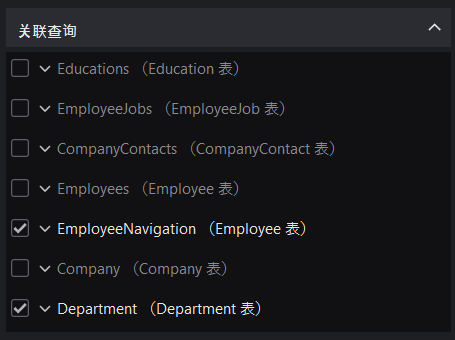 关联查询
Educations （Education 表）
EmployeeJobs （EmployeeJob 表）
CompanyContacts （CompanyContact 表）
Employees （Employee 表）
EmployeeNavigation （Employee 表）
Company （Company 表）
Department （Department 表）